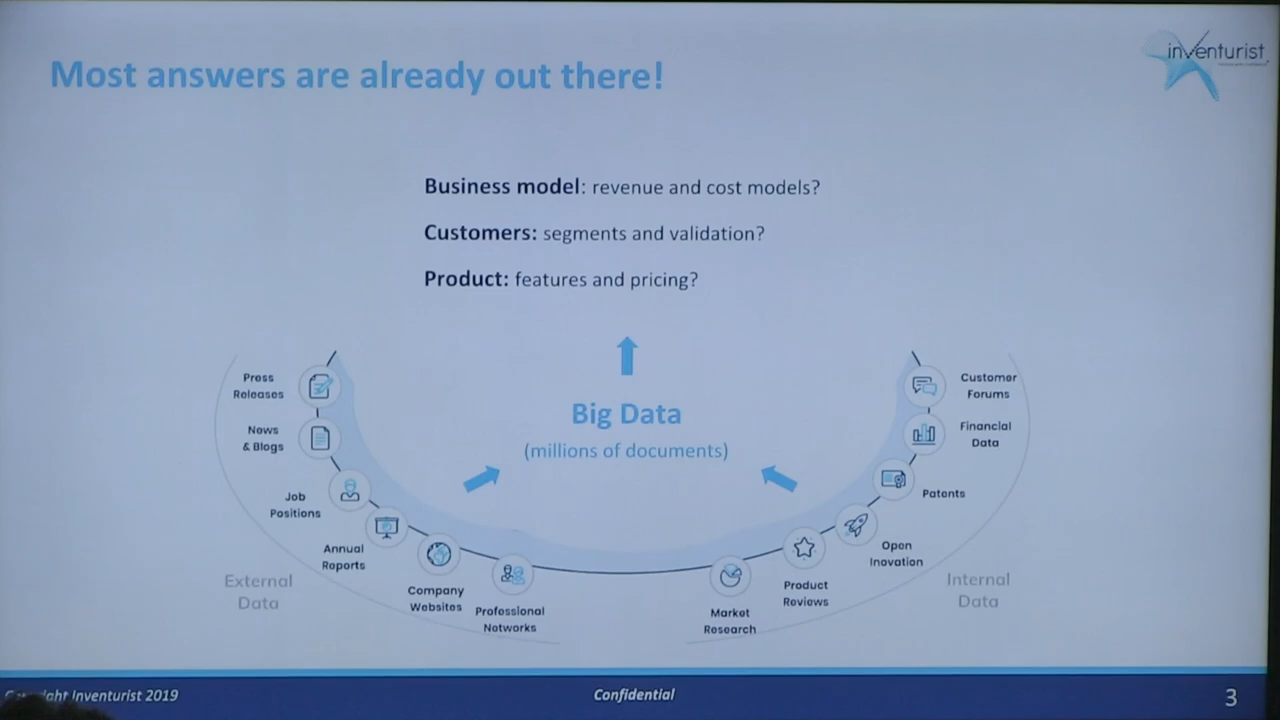 Most answers are already out there!
inventurist
Business model: revenue and cost models?
Customers: segments and validation?
Product: features and pricing?
Big Data
(millions of documents)
Press
Releases
News
& Blogs
Job
Positions
Annual
Reports
Company
Websites
Professional
Networks
External
Data
Customer
Forums
Financial
Data
Patents
Open
Inovation
Product
Reviews
Market
Research
Internal
Data
Inventurist 2019
Confidential
3